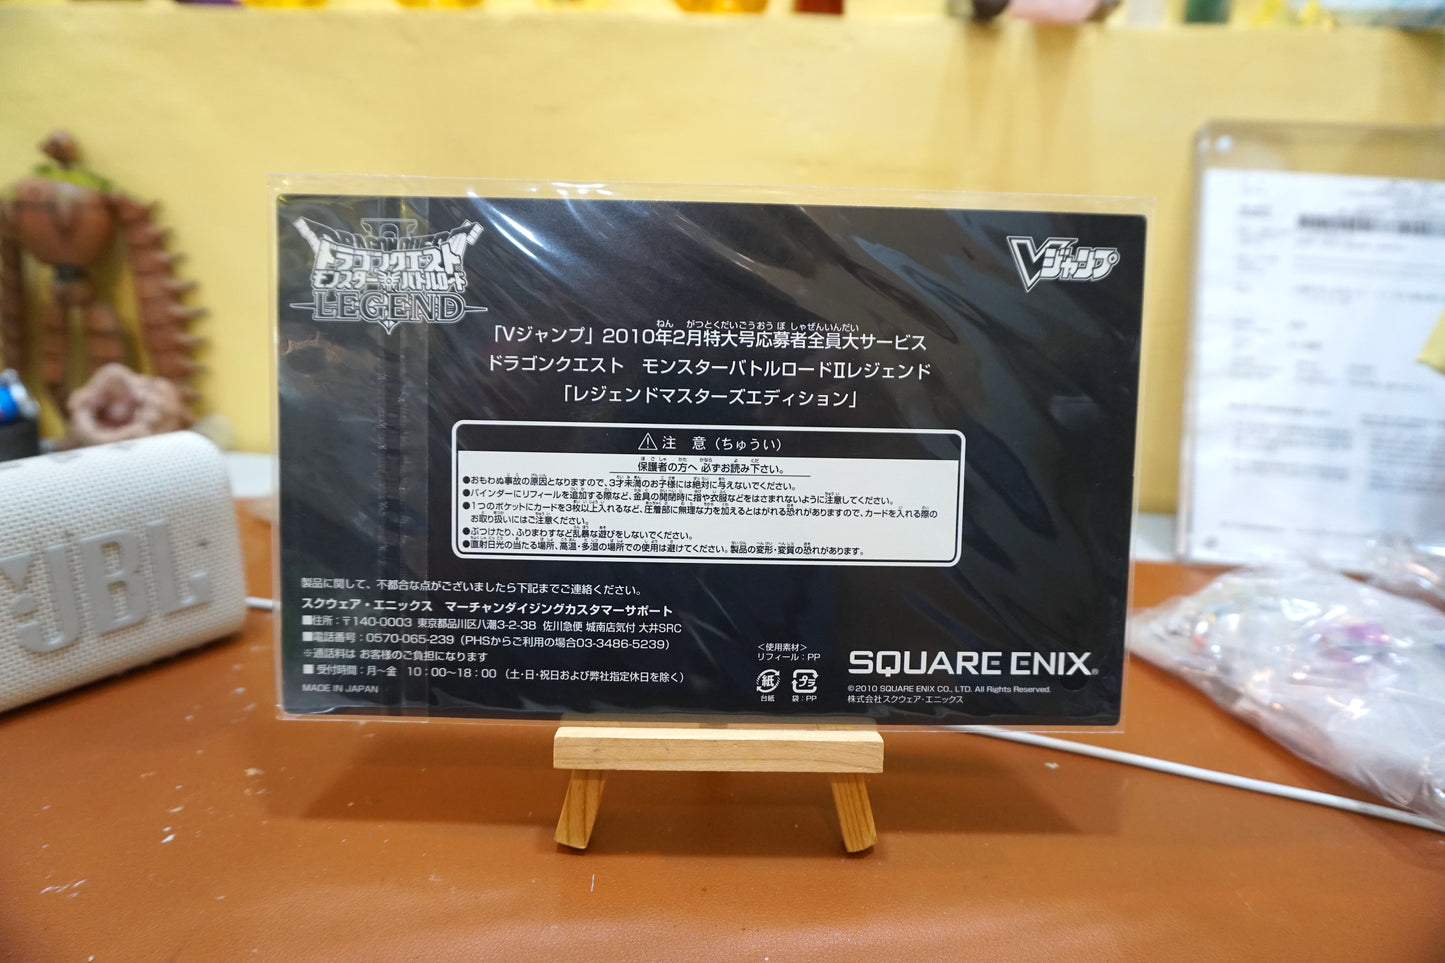 ドラゴンクエスト
モンスター バトルロード
LEGEND
Vジャンプ
「Vジャンプ」2010年2月特大号応募者全員大サービス
ねん がつとくだいごうおうぼしゃぜんいんだい
ドラゴンクエスト モンスターバトルロードⅡレジェンド
「レジェンドマスターズエディション」
⚠注 意(ちゅうい)
保護者の方へ 必ずお読み下さい。
●おもわぬ事故の原因となりますので、3才未満のお子様には絶対に与えないでください。
●バインダーにリフィールを追加する際など、金具の開閉時に指や衣服などをはさまれないように注意してください。
●1つのポケットにカードを3枚以上入れるなど、圧着部に無理な力を加えるとはがれる恐れがありますので、カードを入れる際の
お取り扱いにはご注意ください。
●ぶつけたり、ふりまわすなど乱暴な遊びをしないでください。
●直射日光の当たる場所、高温・多湿の場所での使用は避けてください。製品の変形・変質の恐れがあります。
製品に関して、不都合な点がございましたら下記までご連絡ください。
スクウェア・エニックス マーチャンダイジングカスタマーサポート
■住所:〒140-0003 東京都品川区八潮3-2-38 佐川急便 城南店気付 大井SRC
■電話番号:0570-065-239(PHSからご利用の場合03-3486-5239)
※通話料は お客様のご負担になります
■受付時間:月~金 10:00~18:00 (土・日・祝日および弊社指定休日を除く)
MADE IN JAPAN
<使用素材>
リフィール:PP
紙
台紙
プラ
袋:PP
SQUARE ENIX®
©2010 SQUARE ENIX CO., LTD. All Rights Reserved.
株式会社スクウェア・エニックス
JBL